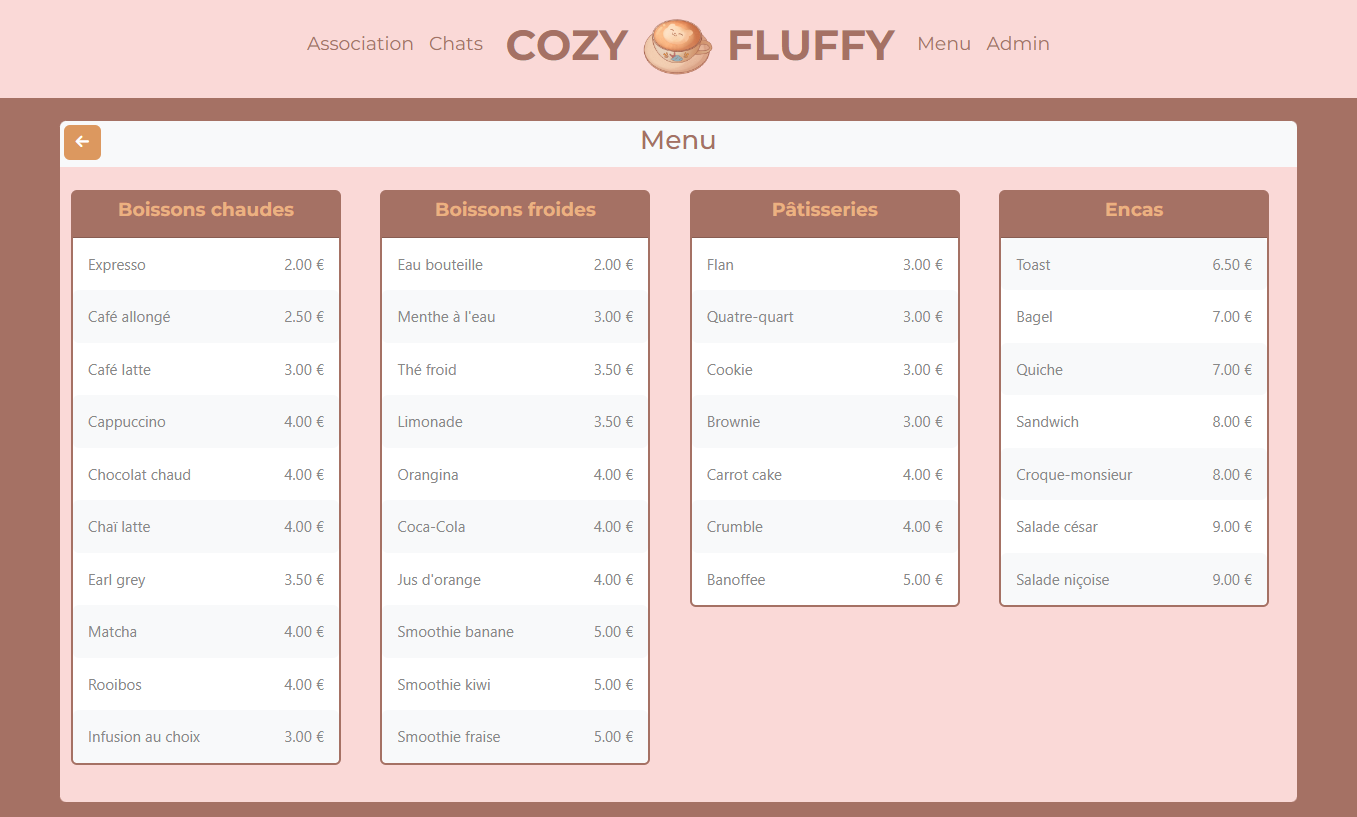 Association Chats COZY FLUFFY Menu Admin
Menu
Boissons chaudes
Expresso 2.00 €
Café allongé 2.50 €
Café latte 3.00 €
Cappuccino 4.00 €
Chocolat chaud 4.00 €
Chaï latte 4.00 €
Earl grey 3.50 €
Matcha 4.00 €
Rooibos 4.00 €
Infusion au choix 3.00 €
Boissons froides
Eau bouteille 2.00 €
Menthe à l'eau 3.00 €
Thé froid 3.50 €
Limonade 3.50 €
Orangina 4.00 €
Coca-Cola 4.00 €
Jus d'orange 4.00 €
Smoothie banane 5.00 €
Smoothie kiwi 5.00 €
Smoothie fraise 5.00 €
Pâtisseries
Flan 3.00 €
Quatre-quart 3.00 €
Cookie 3.00 €
Brownie 3.00 €
Carrot cake 4.00 €
Crumble 4.00 €
Banoffee 5.00 €
Encas
Toast 6.50 €
Bagel 7.00 €
Quiche 7.00 €
Sandwich 8.00 €
Croque-monsieur 8.00 €
Salade césar 9.00 €
Salade niçoise 9.00 €